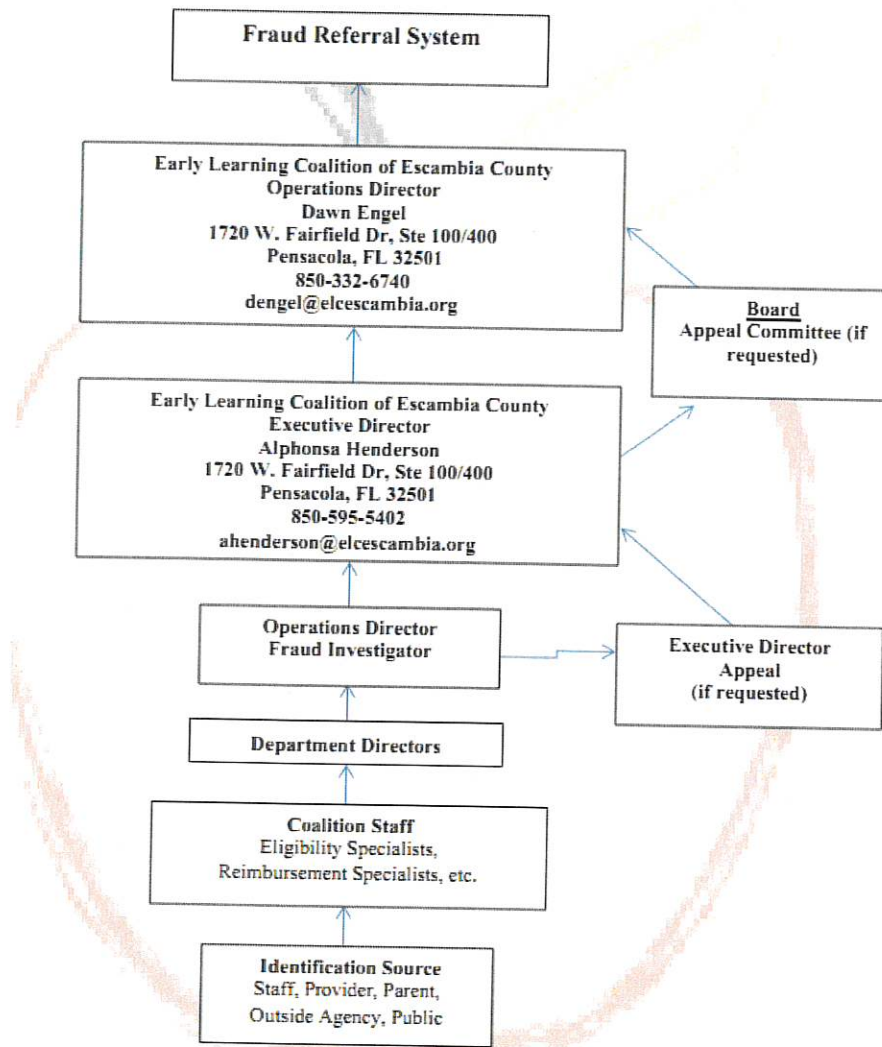 Fraud Referral System
Early Learning Coalition of Escambia County
Operations Director
Dawn Engel
1720 W. Fairfield Dr, Ste 100/400
Pensacola, FL 32501
850-332-6740
dengel@elcescambia.org
Board
Appeal Committee (if
requested)
Early Learning Coalition of Escambia County
Executive Director
Alphonsa Henderson
1720 W. Fairfield Dr, Ste 100/400
Pensacola, FL 32501
850-595-5402
ahenderson@elcescambia.org
Operations Director
Fraud Investigator
Executive Director
Appeal
(if requested)
Department Directors
Coalition Staff
Eligibility Specialists,
Reimbursement Specialists, etc.
Identification Source
Staff, Provider, Parent,
Outside Agency, Public